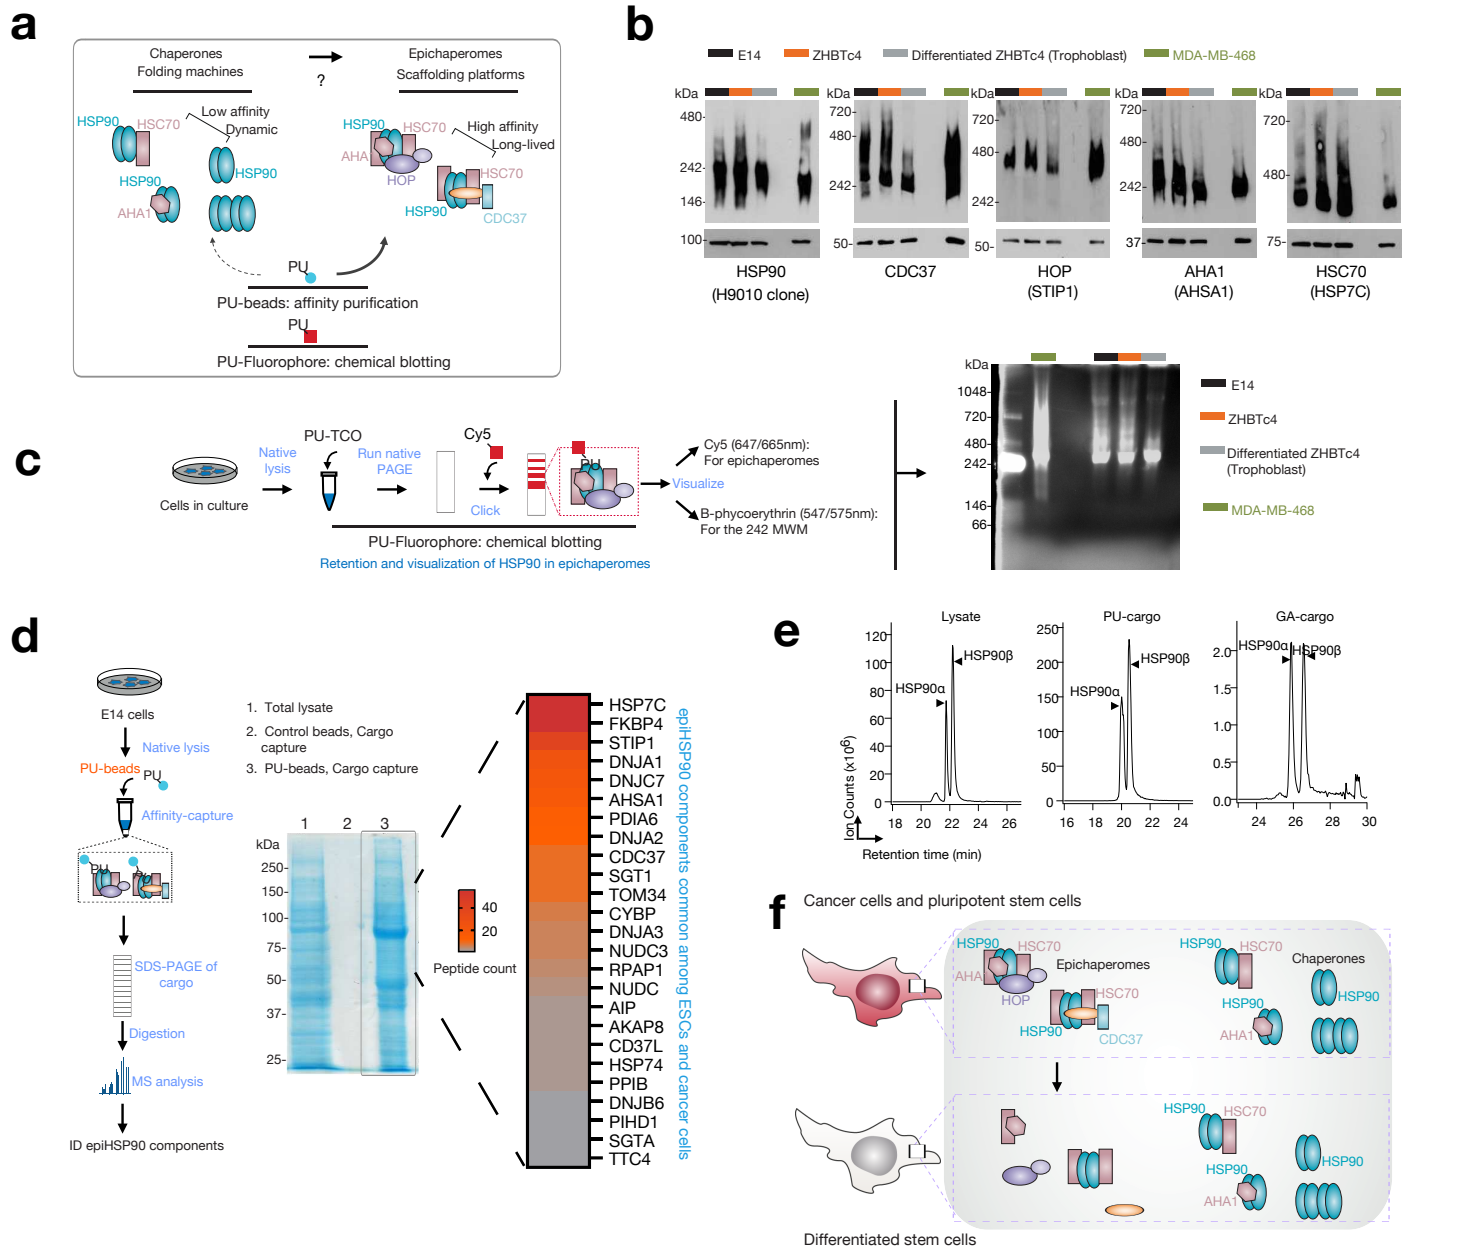 a
Chaperones
Folding machines
?
Epichaperomes
Scaffolding platforms
HSP90
HSC70
Low affinity
Dynamic
HSP90
HSP90
AHA1
HSP90
HSC70
AHA
HOP
High affinity
Long-lived
HSC70
HSP90
CDC37
PU
PU-beads: affinity purification
PU
PU-Fluorophore: chemical blotting
b
E14
ZHBTc4
Differentiated ZHBTc4 (Trophoblast)
MDA-MB-468
kDa
480-
242-
146-
100-
HSP90
(H9010 clone)
kDa
720-
480-
242-
50-
CDC37
kDa
720-
480-
242-
50-
HOP
(STIP1)
kDa
720-
480-
242-
37-
AHA1
(AHSA1)
kDa
720-
480-
75-
HSC70
(HSP7C)
c
Cells in culture
Native
lysis
PU-TCO
Run native
PAGE
Cy5
Click
PU
Visualize
Cy5 (647/665nm):
For epichaperomes
B-phycoerythrin (547/575nm):
For the 242 MWM
PU-Fluorophore: chemical blotting
Retention and visualization of HSP90 in epichaperomes
kDa
1048-
720-
480-
242-
146-
66-
E14
ZHBTc4
Differentiated ZHBTc4
(Trophoblast)
MDA-MB-468
d
E14 cells
Native lysis
PU-beads
PU
Affinity-capture
PU
PU
SDS-PAGE of
cargo
Digestion
MS analysis
ID epiHSP90 components
1. Total lysate
2. Control beads, Cargo
capture
3. PU-beads, Cargo capture
1 2 3
kDa
250-
150-
100-
75-
50-
37-
25-
40
20
Peptide count
HSP7C
FKBP4
STIP1
DNJA1
DNJC7
AHSA1
PDIA6
DNJA2
CDC37
SGT1
TOM34
CYBP
DNJA3
NUDC3
RPAP1
NUDC
AIP
AKAP8
CD37L
HSP74
PPIB
DNJB6
PIHD1
SGTA
TTC4
epiHSP90 components common among ESCs and cancer cells
e
Lysate
120
100
80
60
40
20
0
HSP90α
HSP90β
18 20 22 24 26
Ion Counts (x10⁶)
Retention time (min)
PU-cargo
250
200
150
100
50
0
HSP90α
HSP90β
16 18 20 22 24
GA-cargo
2.0
1.5
1.0
0.5
0.0
HSP90α
HSP90β
24 26 28 30
f
Cancer cells and pluripotent stem cells
HSP90
HSC70
AHA
HOP
Epichaperomes
HSC70
HSP90
CDC37
HSP90
HSC70
Chaperones
HSP90
HSP90
AHA1
HSP90
HSC70
HSP90
HSP90
AHA1
Differentiated stem cells